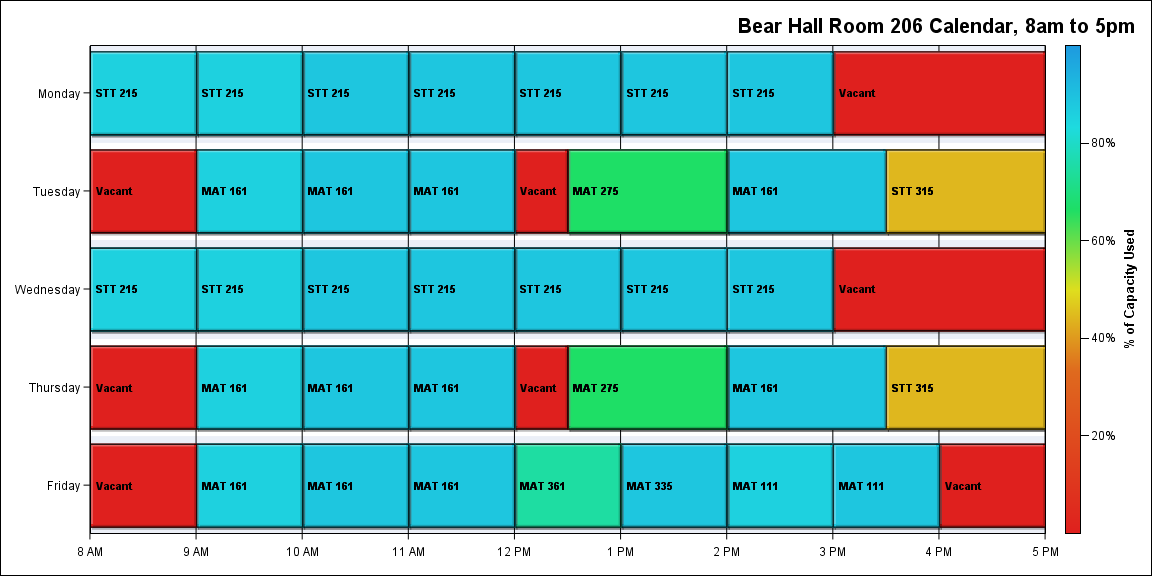 Bear Hall Room 206 Calendar, 8am to 5pm
Monday
STT 215
STT 215
STT 215
STT 215
STT 215
STT 215
STT 215
Vacant
Tuesday
Vacant
MAT 161
MAT 161
MAT 161
Vacant
MAT 275
MAT 161
STT 315
Wednesday
STT 215
STT 215
STT 215
STT 215
STT 215
STT 215
STT 215
Vacant
Thursday
Vacant
MAT 161
MAT 161
MAT 161
Vacant
MAT 275
MAT 161
STT 315
Friday
Vacant
MAT 161
MAT 161
MAT 161
MAT 361
MAT 335
MAT 111
MAT 111
Vacant
8 AM
9 AM
10 AM
11 AM
12 PM
1 PM
2 PM
3 PM
4 PM
5 PM
80%
60%
40%
20%
% of Capacity Used